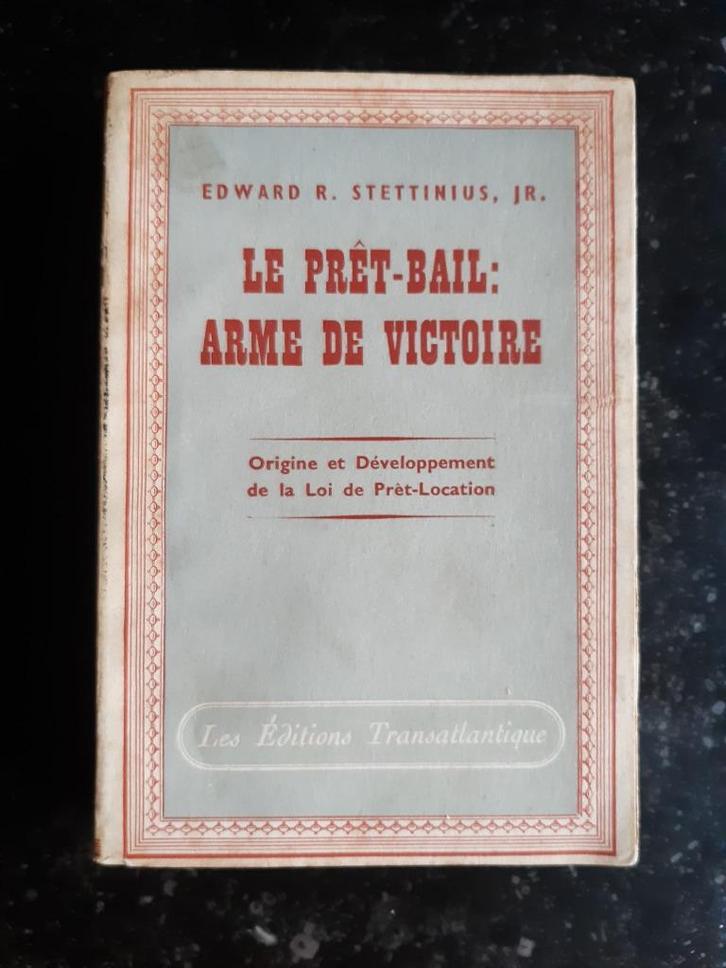 EDWARD R. STETTINIUS, JR.
LE PRÊT-BAIL:
ARME DE VICTOIRE
Origine et Développement
de la Loi de Prèt-Location
Les Éditions Transatlantique